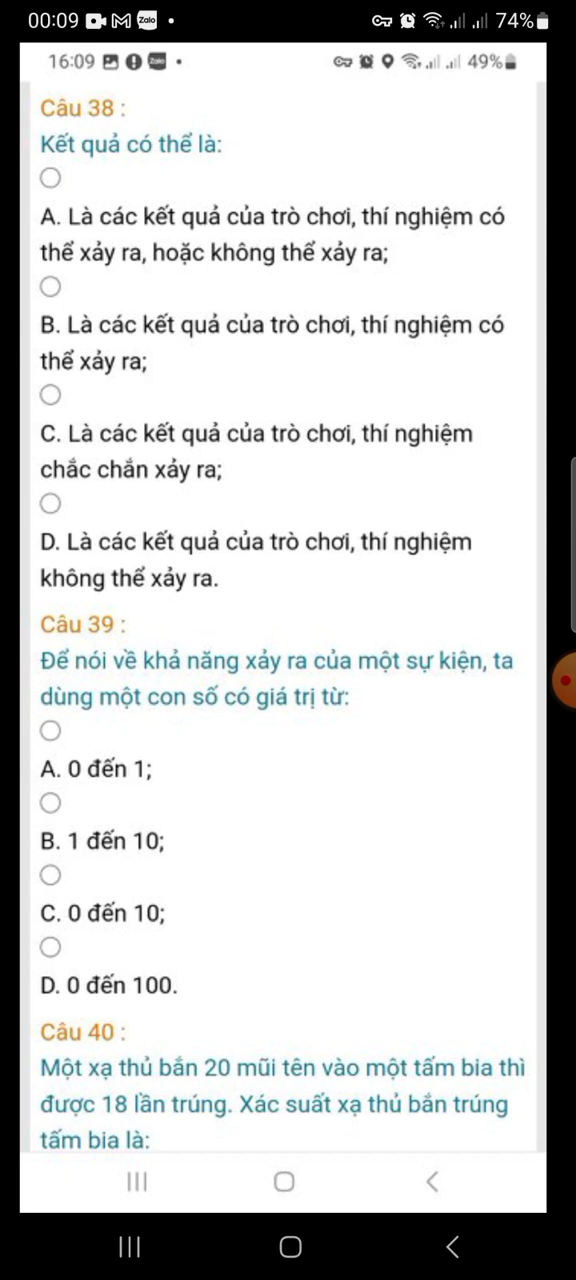 00:09 Zalo 74%
16:09 Zalo 49%
Câu 38 :
Kết quả có thể là:
A. Là các kết quả của trò chơi, thí nghiệm có
thể xảy ra, hoặc không thể xảy ra;
B. Là các kết quả của trò chơi, thí nghiệm có
thể xảy ra;
C. Là các kết quả của trò chơi, thí nghiệm
chắc chắn xảy ra;
D. Là các kết quả của trò chơi, thí nghiệm
không thể xảy ra.
Câu 39 :
Để nói về khả năng xảy ra của một sự kiện, ta
dùng một con số có giá trị từ:
A. 0 đến 1;
B. 1 đến 10;
C. 0 đến 10;
D. 0 đến 100.
Câu 40 :
Một xạ thủ bắn 20 mũi tên vào một tấm bia thì
được 18 lần trúng. Xác suất xạ thủ bắn trúng
tấm bia là: